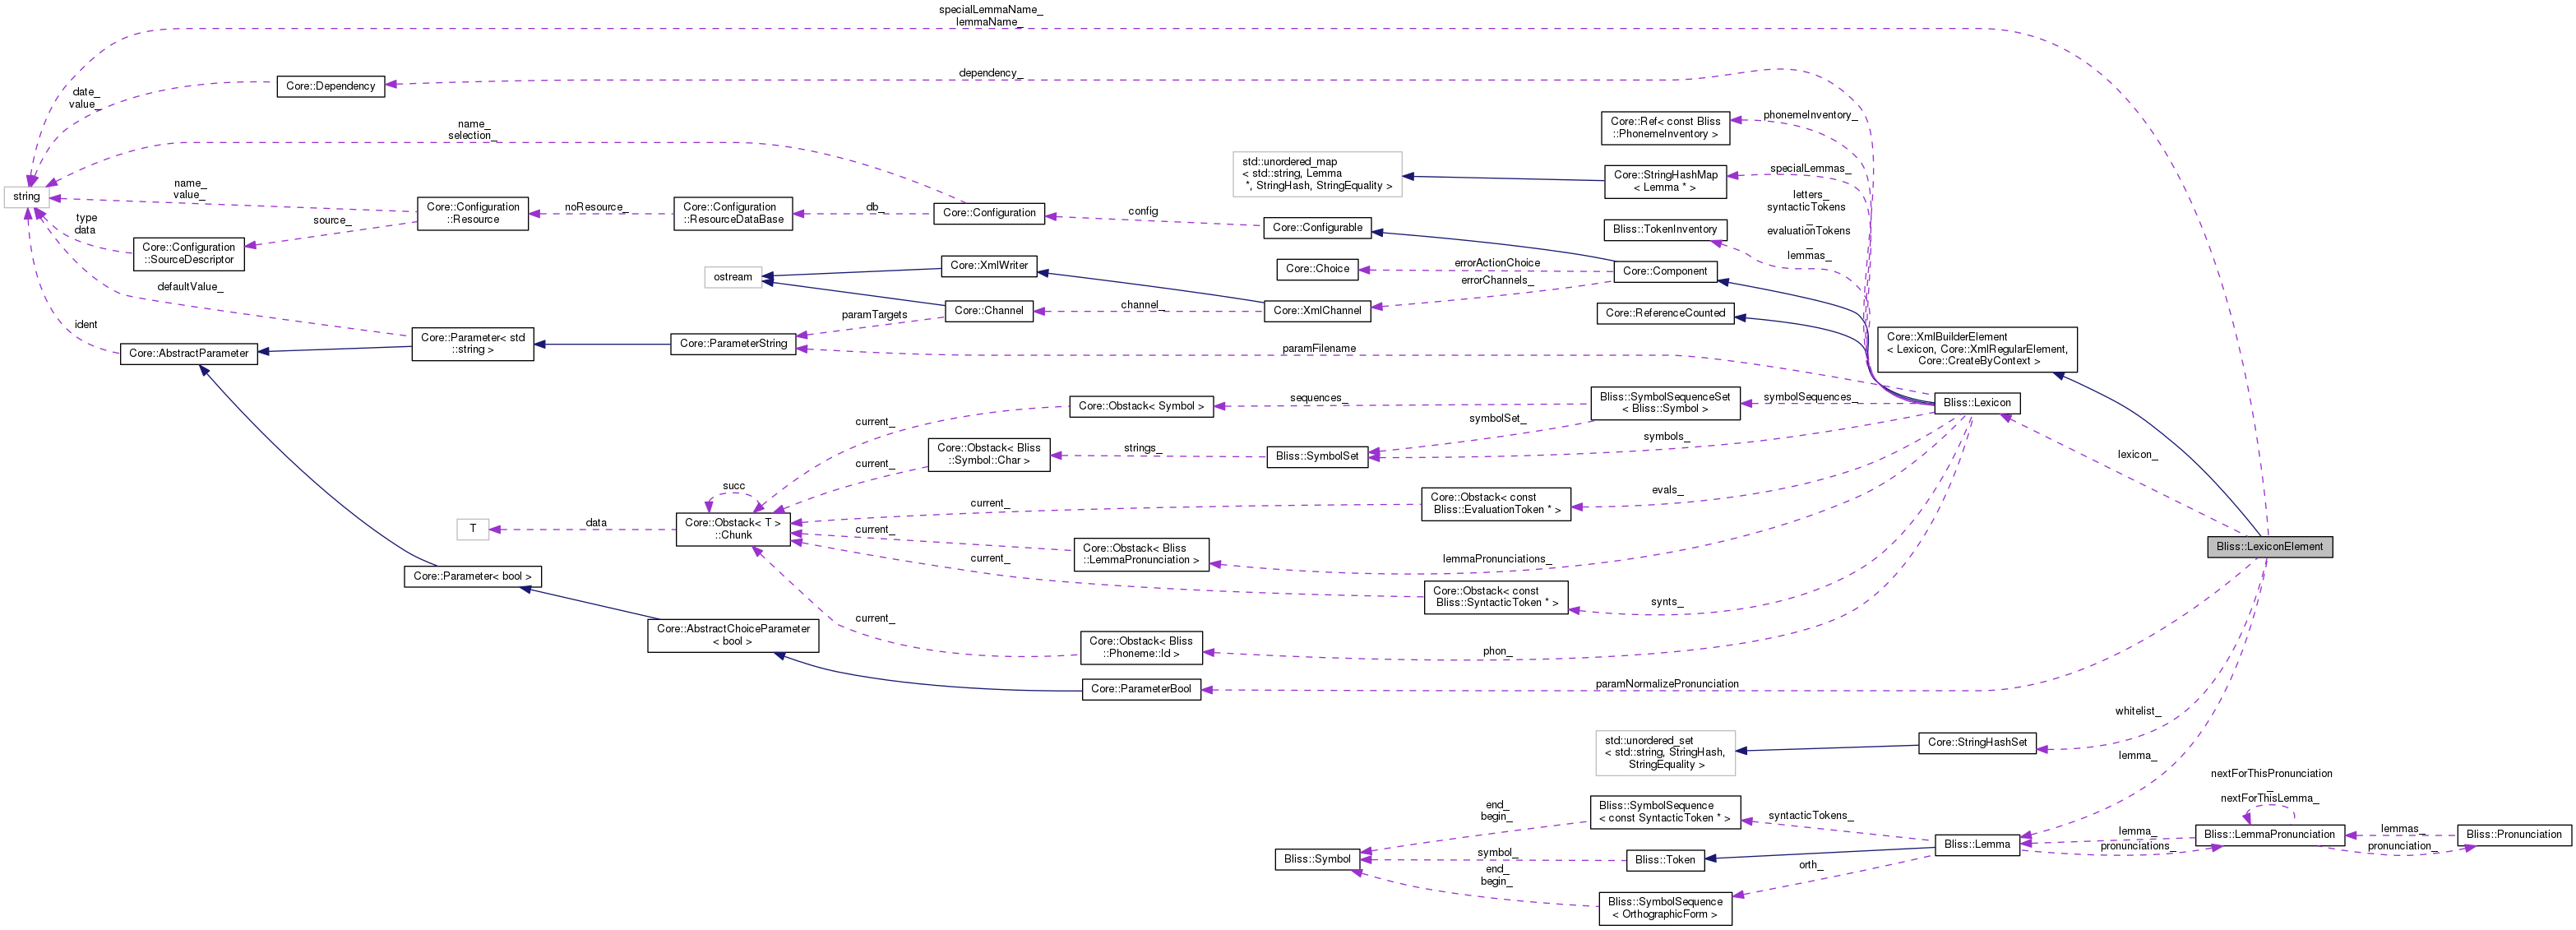 specialLemmaName_
lemmaName_
dependency_
Core::Dependency
date_
value_
name_
selection_
phonemeInventory_
Core::Ref< const Bliss
::PhonemeInventory >
std::unordered_map
< std::string, Lemma
*, StringHash, StringEquality >
Core::StringHashMap
< Lemma * >
specialLemmas_
string
name_
value_
Core::Configuration
::Resource
noResource_
Core::Configuration
::ResourceDataBase
db_
Core::Configuration
config
Core::Configurable
letters_
syntacticTokens
_
evaluationTokens
_
lemmas_
Bliss::TokenInventory
type
data
source_
Core::Configuration
::SourceDescriptor
ostream
Core::XmlWriter
Core::Choice
errorActionChoice
errorChannels_
Core::Component
defaultValue_
Core::Channel
channel_
Core::XmlChannel
Core::ReferenceCounted
paramTargets
ident
Core::AbstractParameter
Core::Parameter< std
::string >
Core::ParameterString
paramFilename
Core::XmlBuilderElement
< Lexicon, Core::XmlRegularElement,
Core::CreateByContext >
Core::Obstack< Symbol >
sequences_
Bliss::SymbolSequenceSet
< Bliss::Symbol >
symbolSequences_
Bliss::Lexicon
current_
symbolSet_
symbols_
Core::Obstack< Bliss
::Symbol::Char >
strings_
Bliss::SymbolSet
lexicon_
current_
succ
evals_
Core::Obstack< const
Bliss::EvaluationToken * >
current_
T
data
Core::Obstack< T >
::Chunk
current_
Core::Obstack< Bliss
::LemmaPronunciation >
lemmaPronunciations_
Bliss::LexiconElement
current_
Core::Parameter< bool >
Core::Obstack< const
Bliss::SyntacticToken * >
synts_
current_
Core::AbstractChoiceParameter
< bool >
Core::Obstack< Bliss
::Phoneme::Id >
phon_
Core::ParameterBool
paramNormalizePronunciation
whitelist_
std::unordered_set
< std::string, StringHash,
StringEquality >
Core::StringHashSet
lemma_
nextForThisPronunciation
_
nextForThisLemma_
end_
begin_
Bliss::SymbolSequence
< const SyntacticToken * >
syntacticTokens_
Bliss::Symbol
symbol_
Bliss::Token
Bliss::Lemma
lemma_
pronunciations_
Bliss::LemmaPronunciation
lemmas_
pronunciation_
Bliss::Pronunciation
end_
begin_
orth_
Bliss::SymbolSequence
< OrthographicForm >